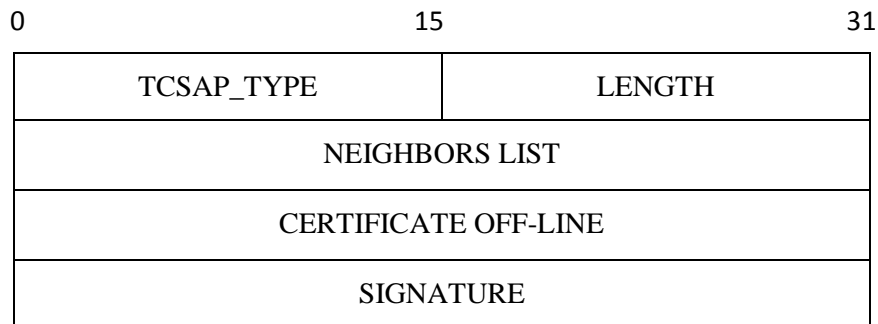 0 15 31
TCSAP_TYPE LENGTH
NEIGHBORS LIST
CERTIFICATE OFF-LINE
SIGNATURE